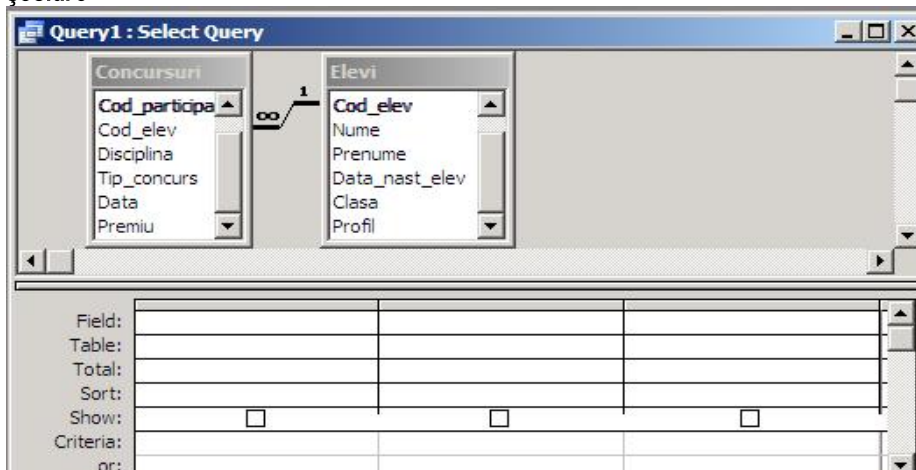 Query1 : Select Query
Concursuri
Cod_participa
Cod_elev
Disciplina
Tip_concurs
Data
Premiu
∞ 1
Elevi
Cod_elev
Nume
Prenume
Data_nast_elev
Clasa
Profil
Field:
Table:
Total:
Sort:
Show:
Criteria:
or: